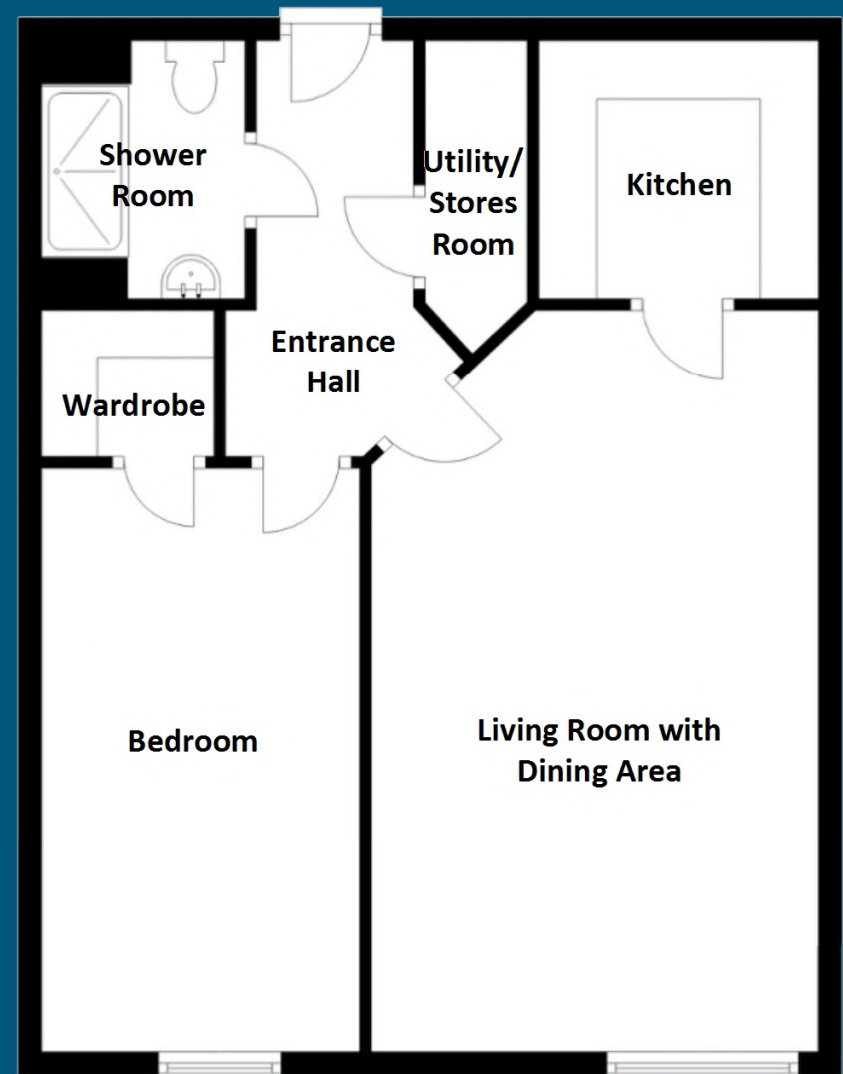 Shower
Room
Utility/
Stores
Room
Kitchen
Entrance
Hall
Wardrobe
Bedroom
Living Room with
Dining Area